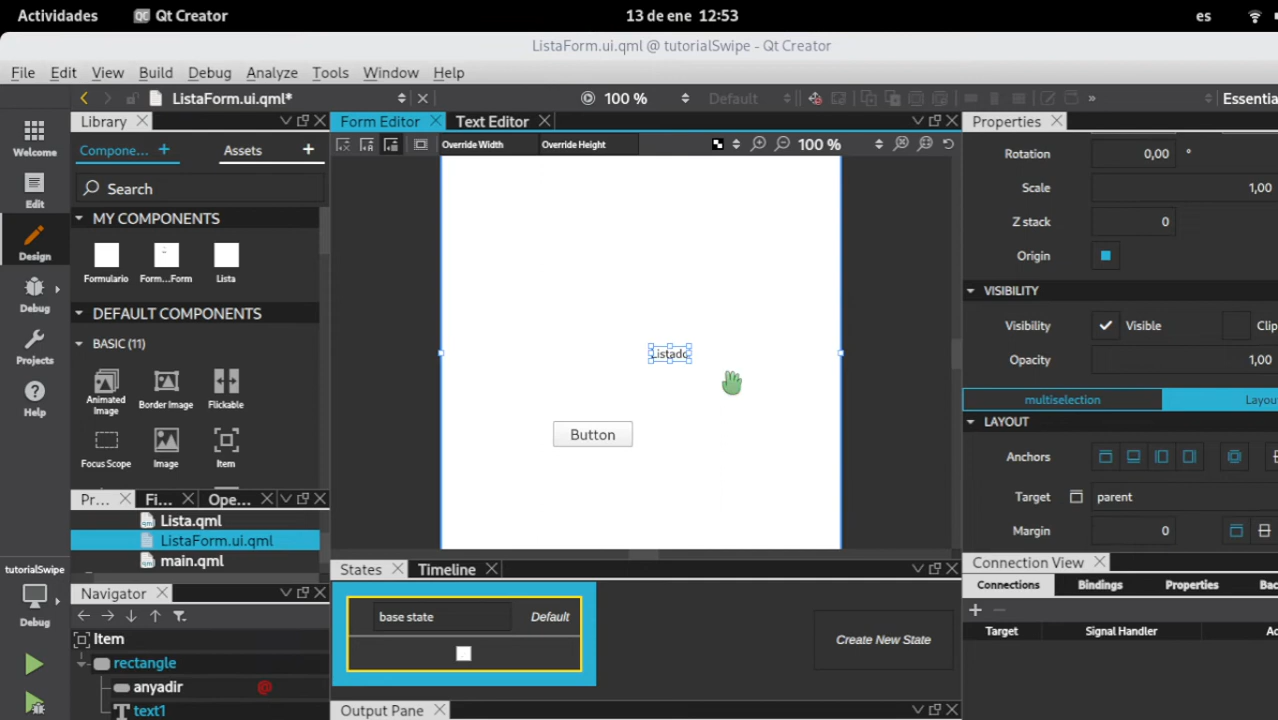 Actividades
Qt Creator
13 de ene 12:53
es
ListaForm.ui.qml @ tutorialSwipe - Qt Creator
File Edit View Build Debug Analyze Tools Window Help
ListaForm.ui.qml*
100 %
Default
»
Essentia
Welcome
Edit
Design
Debug
Projects
Help
tutorialSwipe
Debug
Library
Compone... +
Assets +
Search
MY COMPONENTS
Formulario
Form...Form
Lista
DEFAULT COMPONENTS
BASIC (11)
Animated Image
Border Image
Flickable
Focus Scope
Image
Item
Pr...
Fi...
Ope...
Lista.qml
ListaForm.ui.qml
main.qml
Navigator
Item
rectangle
anyadir
text1
Form Editor
Text Editor
Override Width
Override Height
100 %
Listado
Button
States
Timeline
base state
Default
Create New State
Output Pane
Properties
Rotation 0,00 °
Scale 1,00
Z stack 0
Origin
VISIBILITY
Visibility Visible Clip
Opacity 1,00
multiselection
Layou
LAYOUT
Anchors
Target parent
Margin 0
Connection View
Connections Bindings Properties Bac
+ −
Target Signal Handler Ac